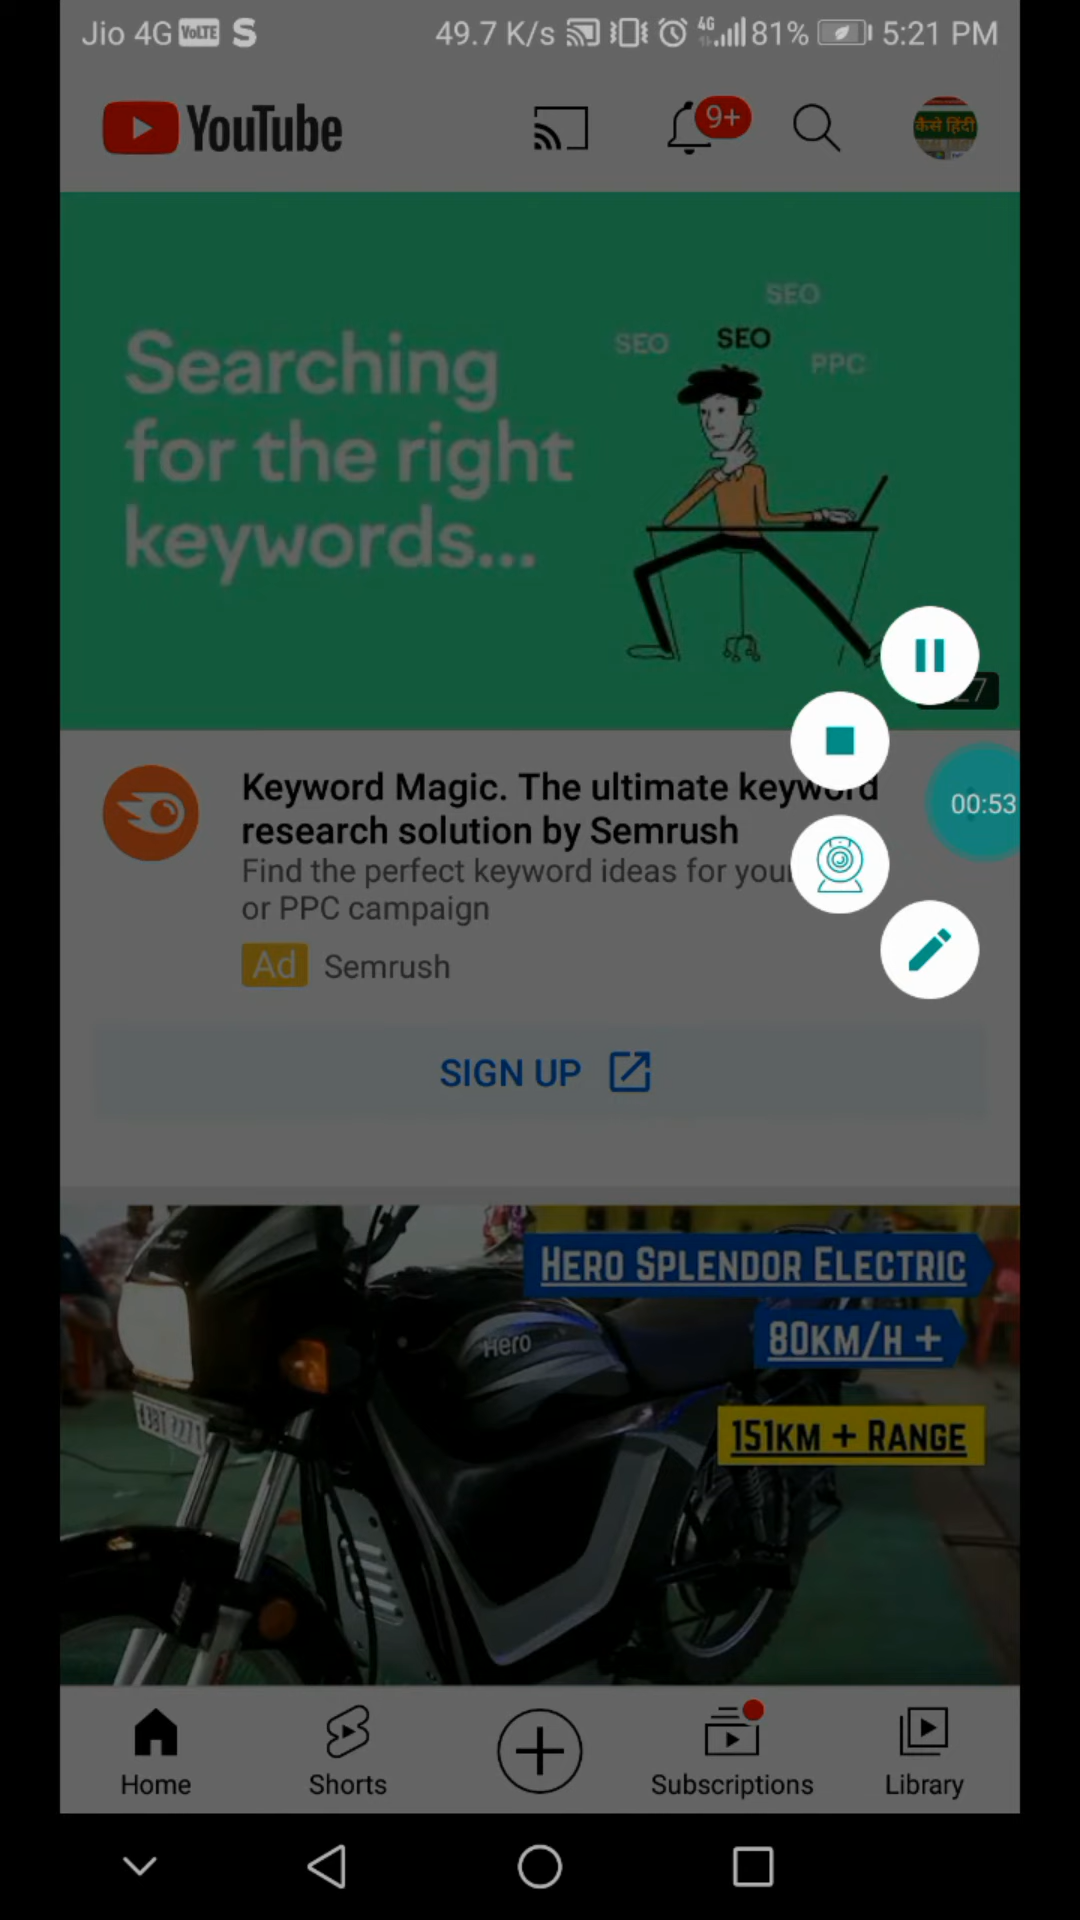 Jio 4G VoLTE S 49.7 K/s 4G 81% 5:21 PM
YouTube 9+ कैसे हिंदी
SEO
SEO SEO
PPC
Searching
for the right
keywords...
27
Keyword Magic. The ultimate keyword
research solution by Semrush
00:53
Find the perfect keyword ideas for your
or PPC campaign
Ad Semrush
SIGN UP
HERO SPLENDOR ELECTRIC
80KM/H +
Hero
151KM + RANGE
Home Shorts Subscriptions Library